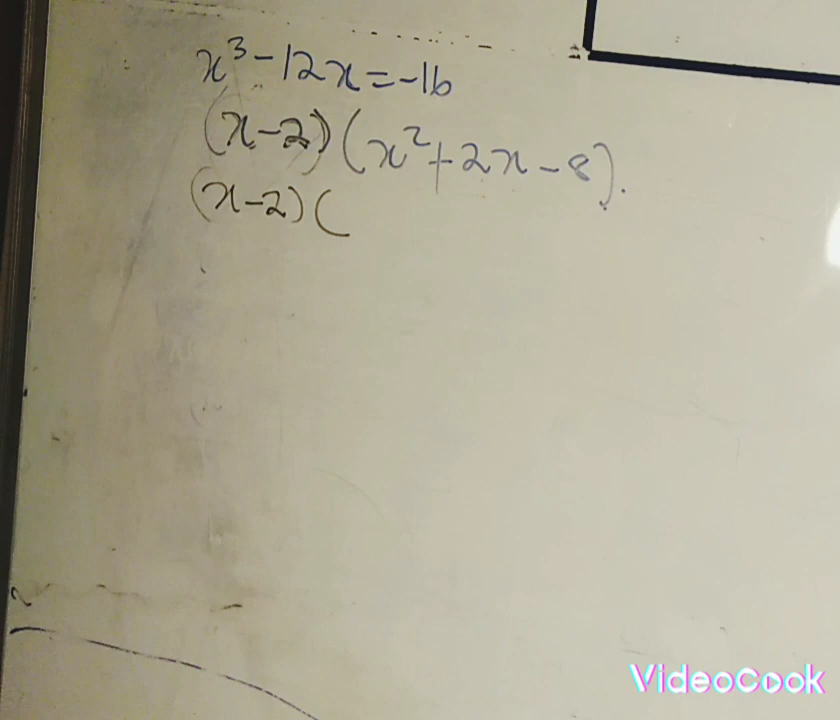 x³-12x=-16
(x-2)(x²+2x-8).
(x-2)(
VideoCook